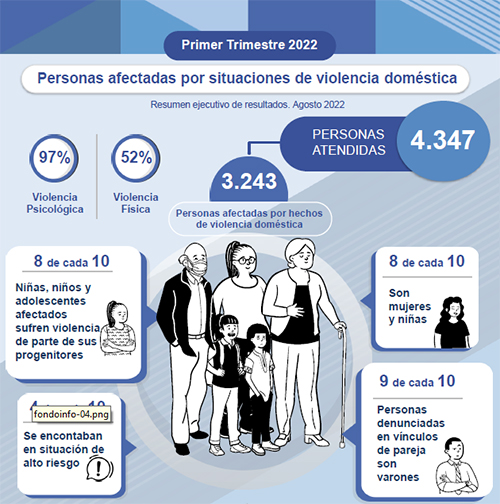 Primer Trimestre 2022
Personas afectadas por situaciones de violencia doméstica
Resumen ejecutivo de resultados. Agosto 2022
PERSONAS
ATENDIDAS
4.347
97%
Violencia
Psicológica
52%
Violencia
Física
3.243
Personas afectadas por hechos
de violencia doméstica
8 de cada 10
Niñas, niños y
adolescentes
afectados
sufren violencia
de parte de sus
progenitores
8 de cada 10
Son
mujeres
y niñas
fondoinfo-04.png
Se encontaban
en situación de
alto riesgo
9 de cada 10
Personas
denunciadas
en vínculos
de pareja
son
varones